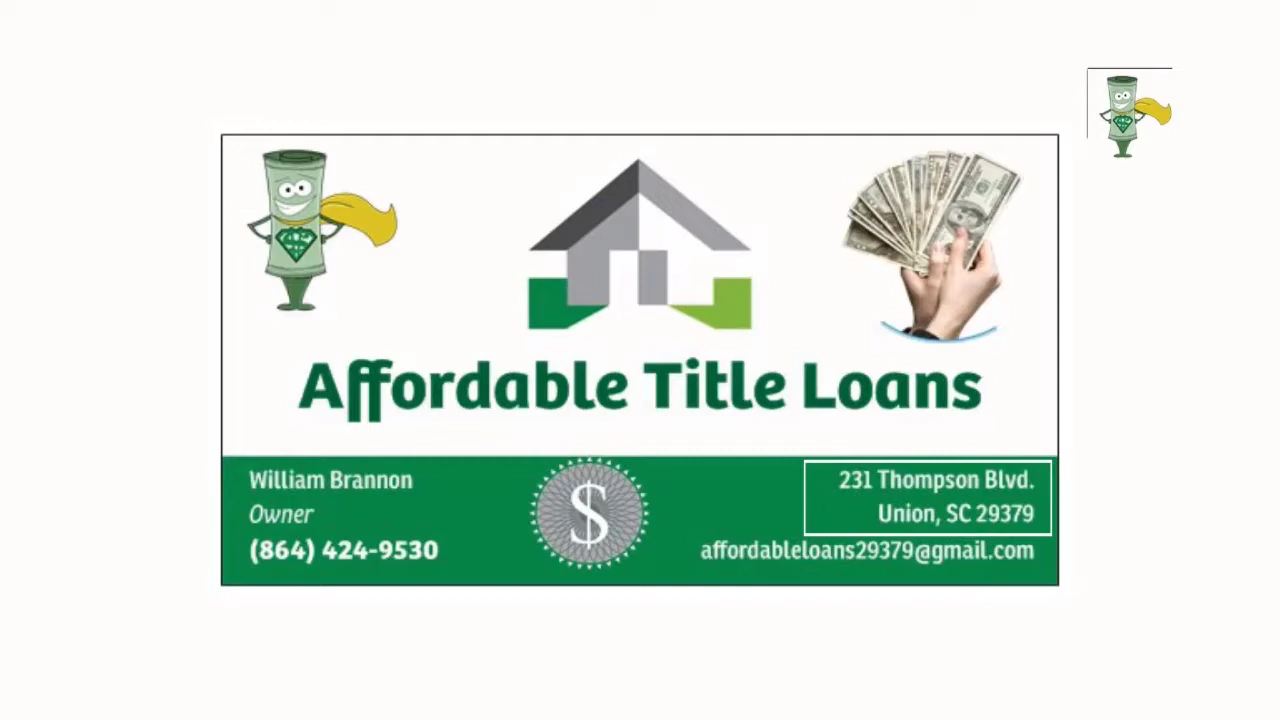 Affordable Title Loans
William Brannon
Owner
(864) 424-9530
$
231 Thompson Blvd.
Union, SC 29379
affordableloans29379@gmail.com